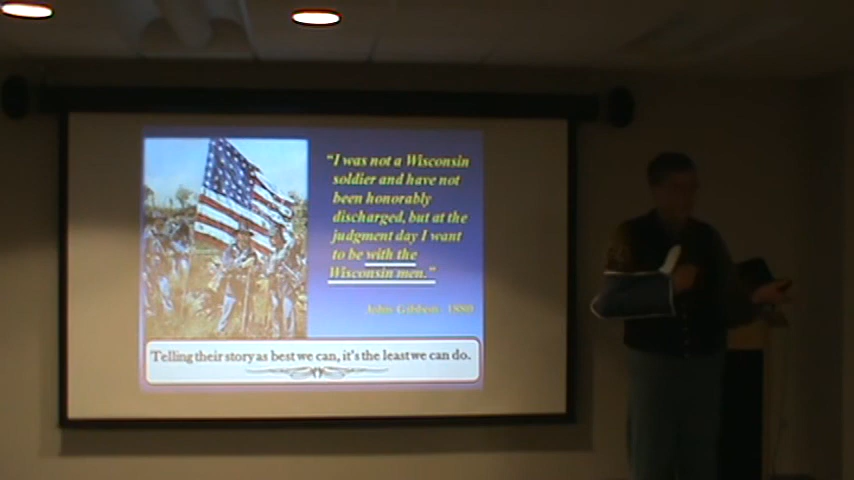 “I was not a Wisconsin
soldier and have not
been honorably
discharged, but at the
judgment day I want
to be with the
Wisconsin men.”
John Gibbon, 1880
Telling their story as best we can, it's the least we can do.